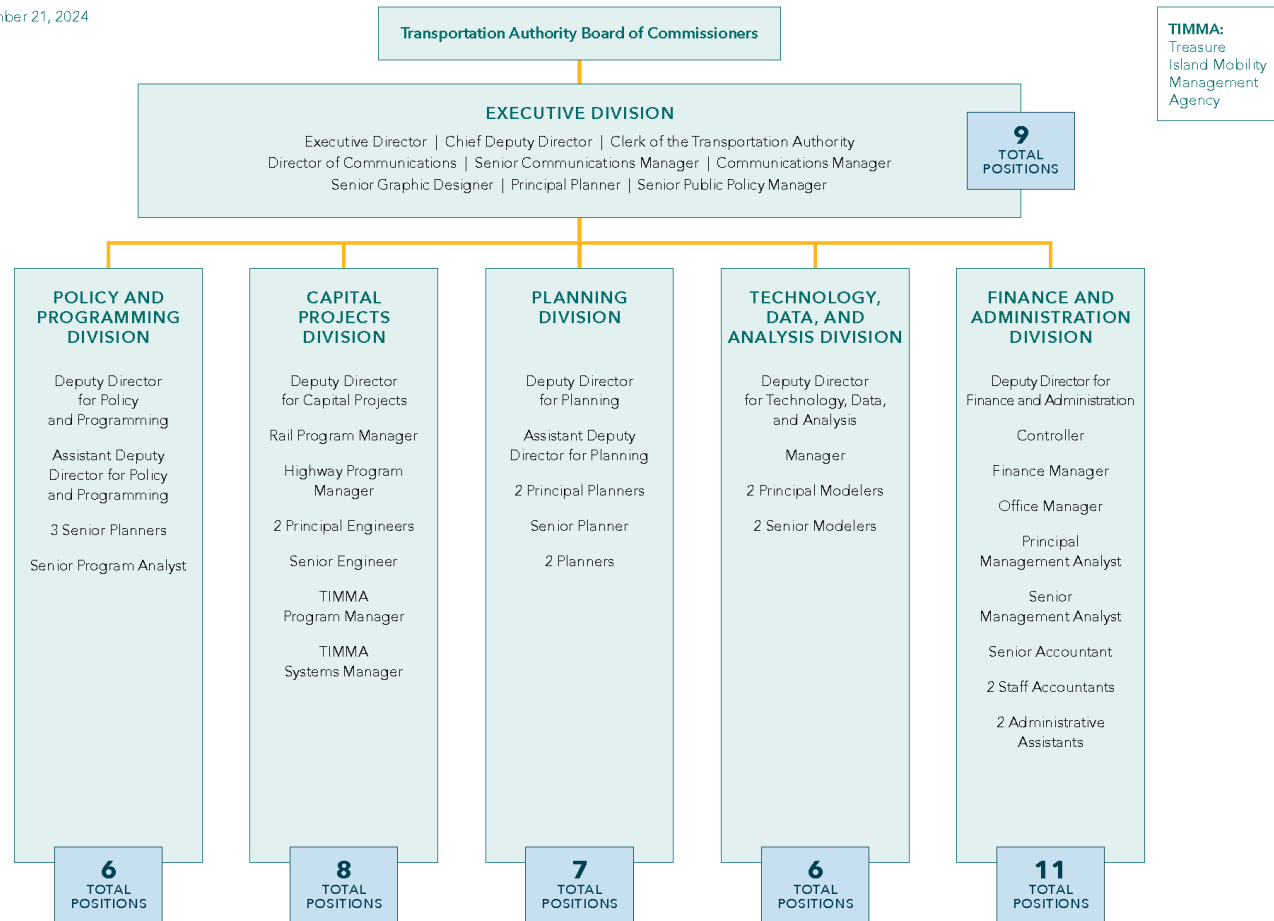 21, 2024
Transportation Authority Board of Commissioners
TIMMA:
Treasure
Island Mobility
Management
Agency
EXECUTIVE DIVISION
Executive Director | Chief Deputy Director | Clerk of the Transportation Authority
Director of Communications | Senior Communications Manager | Communications Manager
Senior Graphic Designer | Principal Planner | Senior Public Policy Manager
9
TOTAL
POSITIONS
POLICY AND
PROGRAMMING
DIVISION
Deputy Director
for Policy
and Programming
Assistant Deputy
Director for Policy
and Programming
3 Senior Planners
Senior Program Analyst
6
TOTAL
POSITIONS
CAPITAL
PROJECTS
DIVISION
Deputy Director
for Capital Projects
Rail Program Manager
Highway Program
Manager
2 Principal Engineers
Senior Engineer
TIMMA
Program Manager
TIMMA
Systems Manager
8
TOTAL
POSITIONS
PLANNING
DIVISION
Deputy Director
for Planning
Assistant Deputy
Director for Planning
2 Principal Planners
Senior Planner
2 Planners
7
TOTAL
POSITIONS
TECHNOLOGY,
DATA, AND
ANALYSIS DIVISION
Deputy Director
for Technology, Data,
and Analysis
Manager
2 Principal Modelers
2 Senior Modelers
6
TOTAL
POSITIONS
FINANCE AND
ADMINISTRATION
DIVISION
Deputy Director for
Finance and Administration
Controller
Finance Manager
Office Manager
Principal
Management Analyst
Senior
Management Analyst
Senior Accountant
2 Staff Accountants
2 Administrative
Assistants
11
TOTAL
POSITIONS